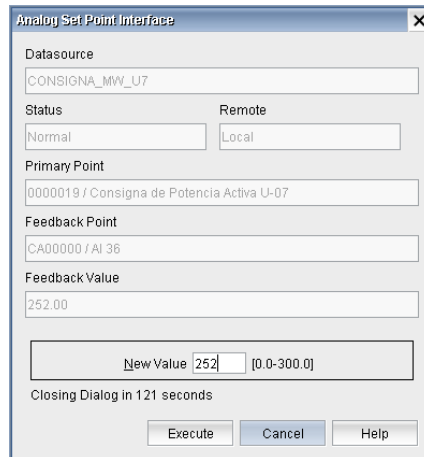 Analog Set Point Interface
Datasource
CONSIGNA_MW_U7
Status Remote
Normal Local
Primary Point
0000019 / Consigna de Potencia Activa U-07
Feedback Point
CA00000 / AI 36
Feedback Value
252.00
New Value 252 [0.0-300.0]
Closing Dialog in 121 seconds
Execute Cancel Help